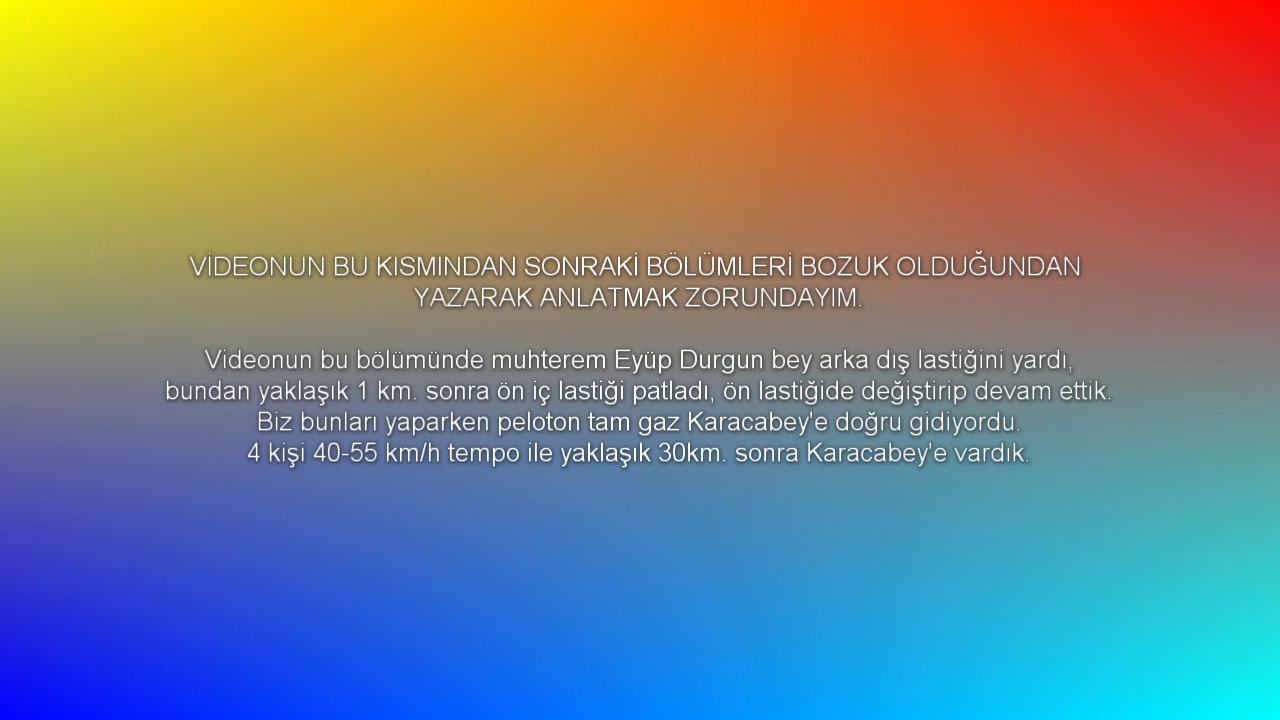 VİDEONUN BU KISMINDAN SONRAKİ BÖLÜMLERİ BOZUK OLDUĞUNDAN
YAZARAK ANLATMAK ZORUNDAYIM.
Videonun bu bölümünde muhterem Eyüp Durgun bey arka dış lastiğini yardı,
bundan yaklaşık 1 km. sonra ön iç lastiği patladı, ön lastiğide değiştirip devam ettik.
Biz bunları yaparken peloton tam gaz Karacabey'e doğru gidiyordu.
4 kişi 40-55 km/h tempo ile yaklaşık 30km. sonra Karacabey'e vardık.